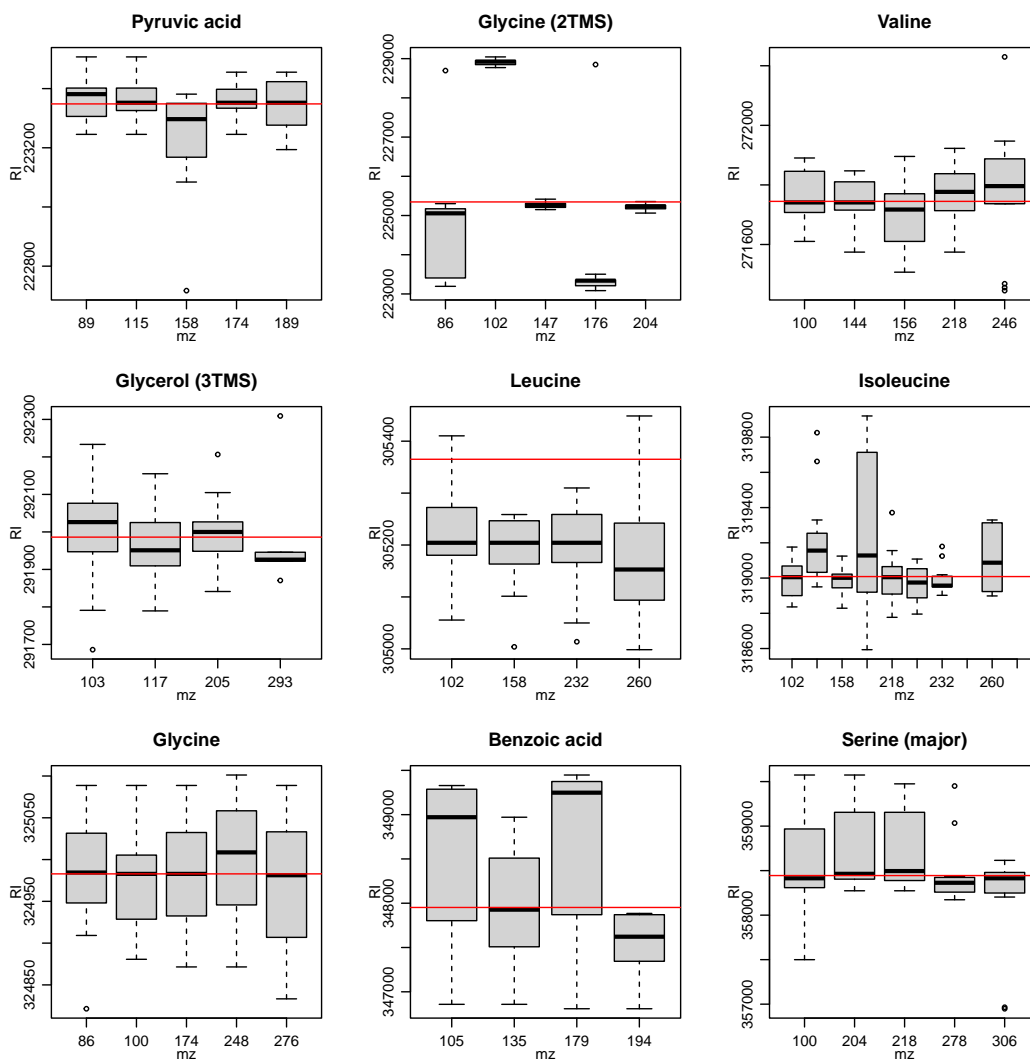 Pyruvic acid
RI
222800
223200
89 115 158 174 189
mz
Glycine (2TMS)
RI
223000
225000
227000
229000
86 102 147 176 204
mz
Valine
RI
271600
272000
100 144 156 218 246
mz
Glycerol (3TMS)
RI
291700
291900
292100
292300
103 117 205 293
mz
Leucine
RI
305000
305200
305400
102 158 232 260
mz
Isoleucine
RI
318600
319000
319400
319800
102 158 218 232 260
mz
Glycine
RI
324850
324950
325050
86 100 174 248 276
mz
Benzoic acid
RI
347000
348000
349000
105 135 179 194
mz
Serine (major)
RI
357000
358000
359000
100 204 218 278 306
mz